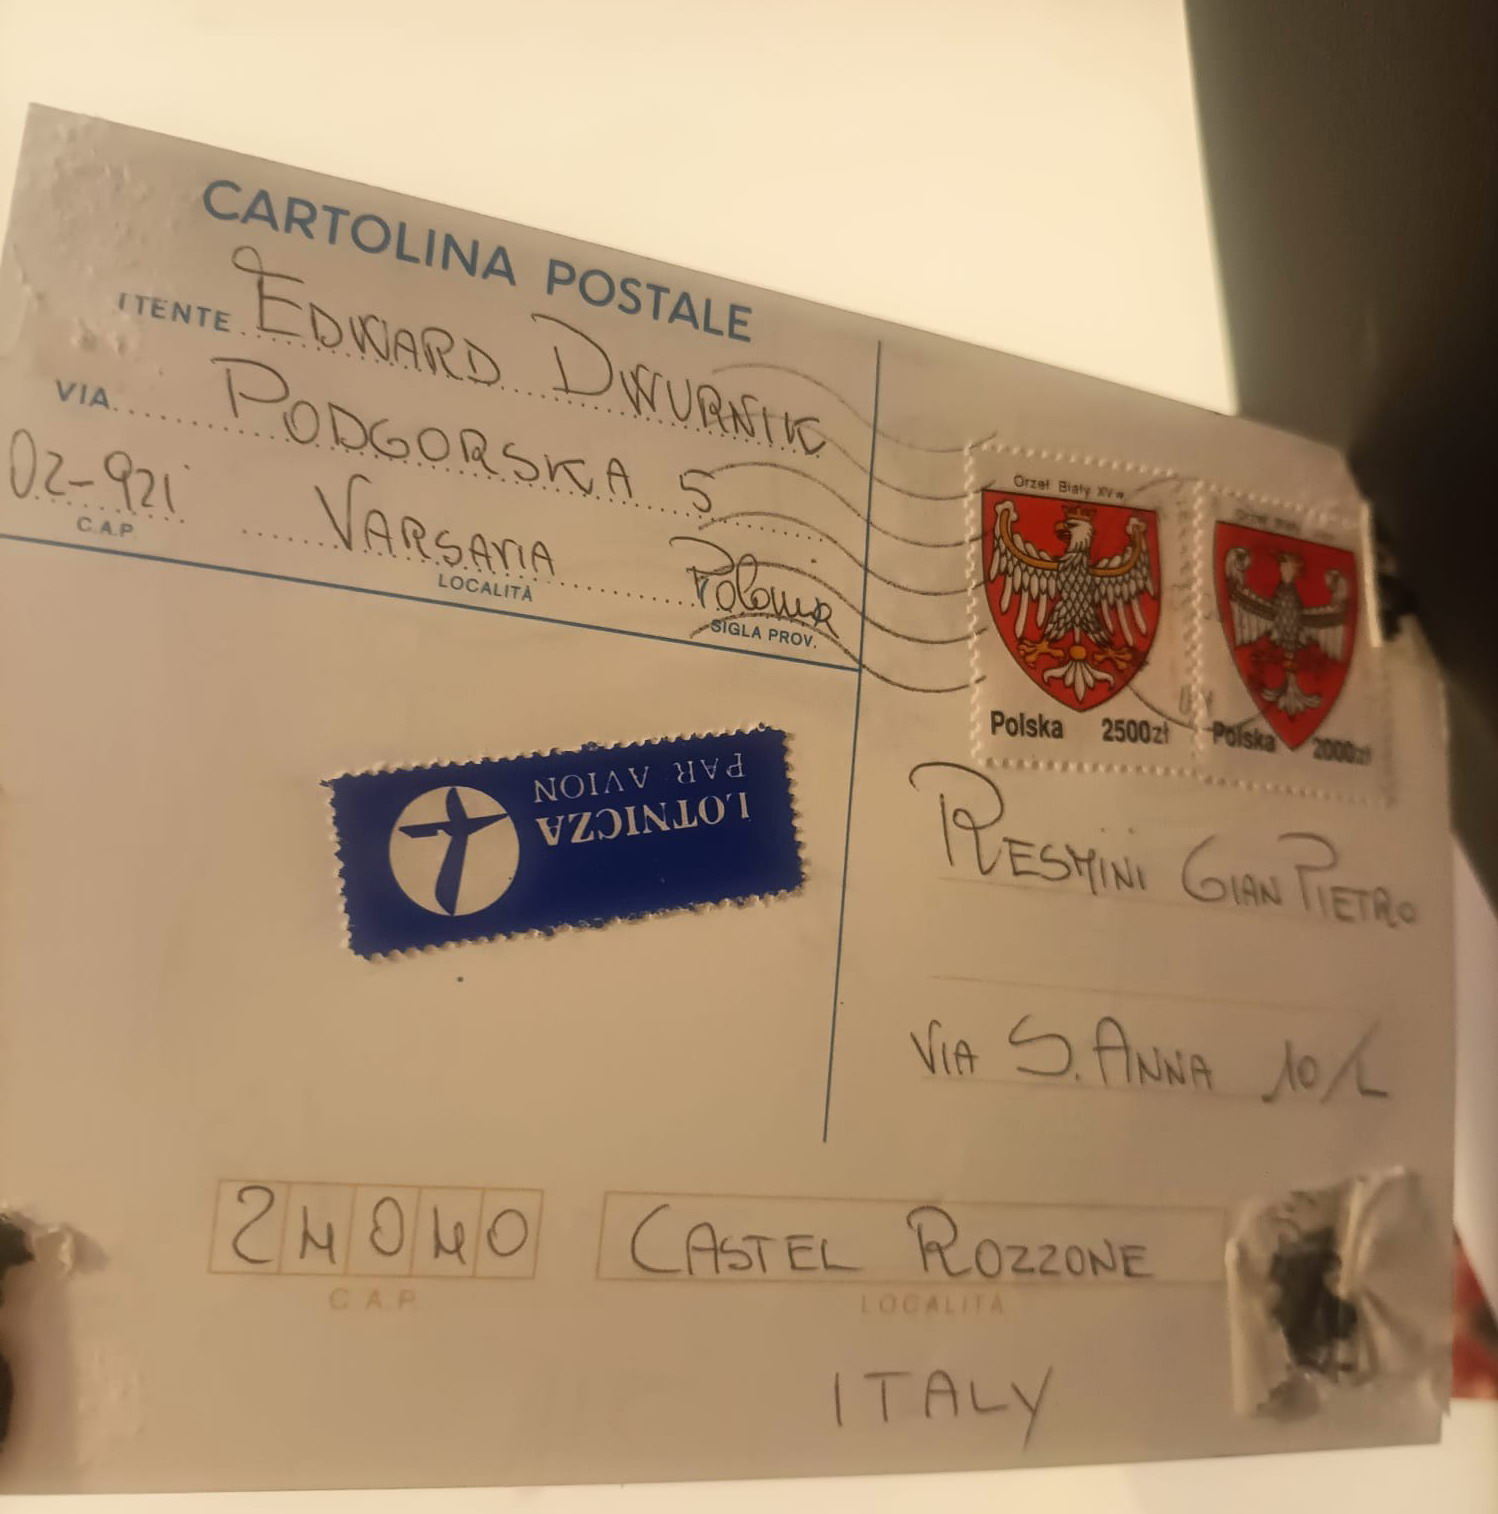 CARTOLINA POSTALE
ITENTE EDWARD DWURNIK
VIA PODGORSKA 5
02-921 VARSAVIA Polonia
C.A.P. LOCALITÀ SIGLA PROV.
Orzeł Biały XV w
Polska 2500zł
Polska 2000zł
LOTNICZA
PAR AVION
RESMINI GIAN PIETRO
VIA S. ANNA 10/L
24040 CASTEL ROZZONE
C.A.P. LOCALITÀ
ITALY